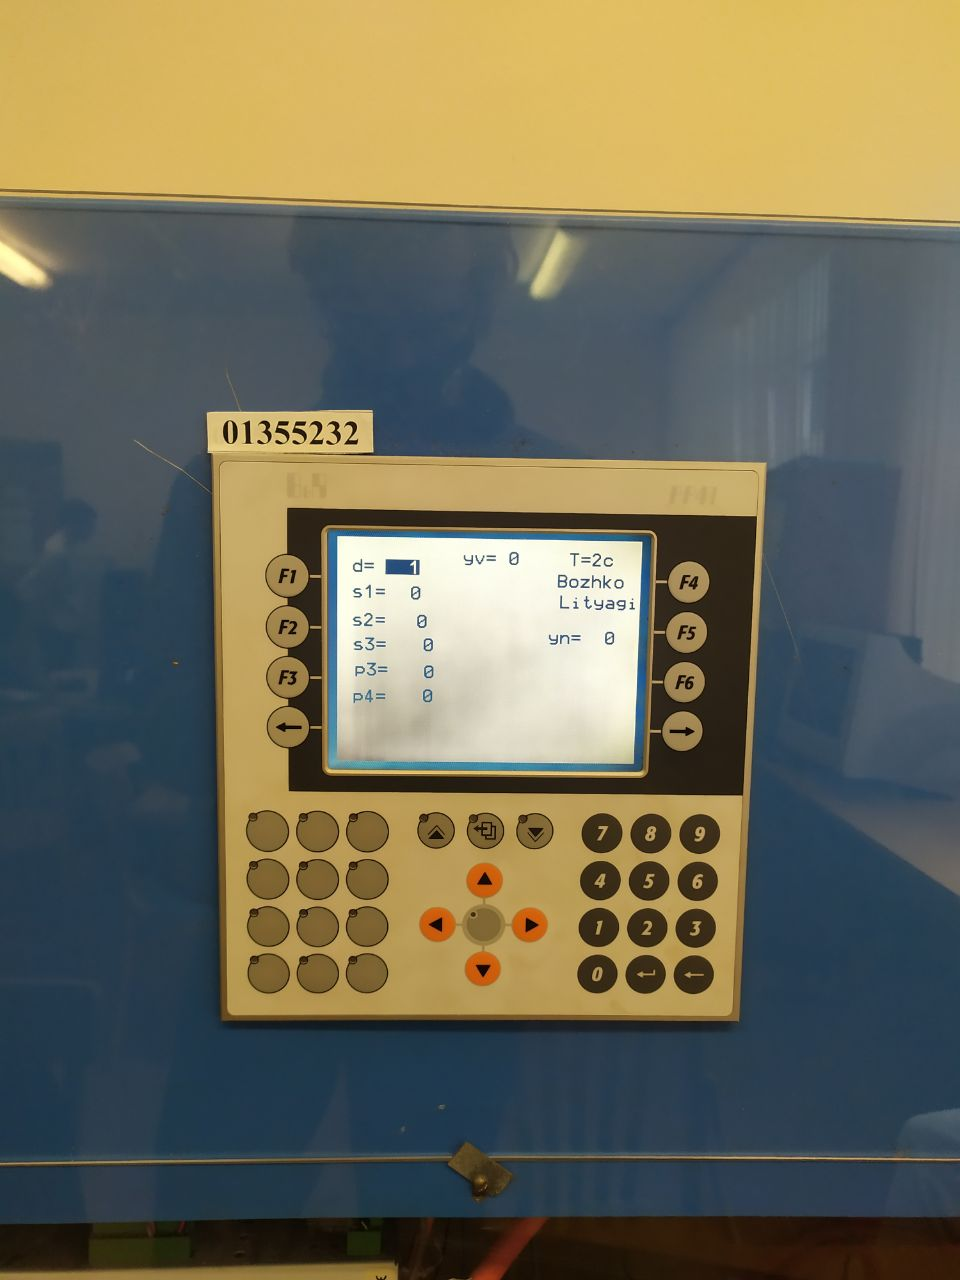 01355232
d= 1
yv= 0
T=2c
s1= 0
Bozhko
s2= 0
Lityagi
s3= 0
yn= 0
p3= 0
p4= 0
F1
F2
F3
F4
F5
F6
7 8 9
4 5 6
1 2 3
0